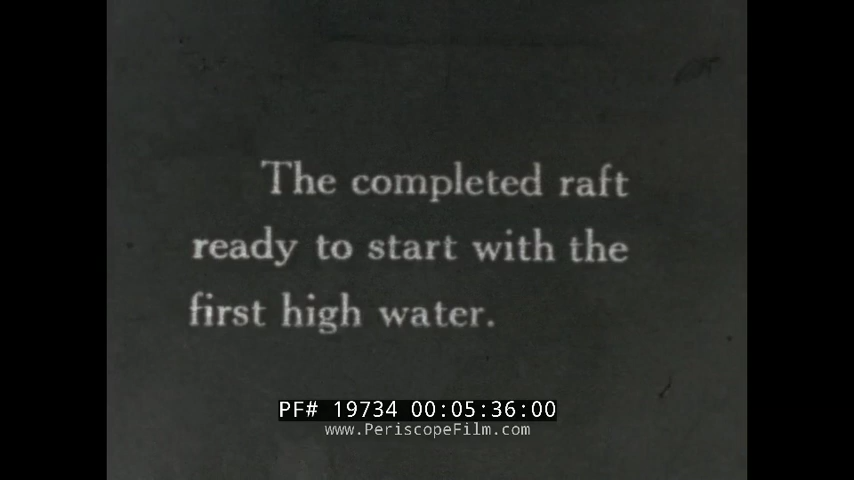 The completed raft
ready to start with the
first high water.
PF# 19734 00:05:36:00
www.PeriscopeFilm.com